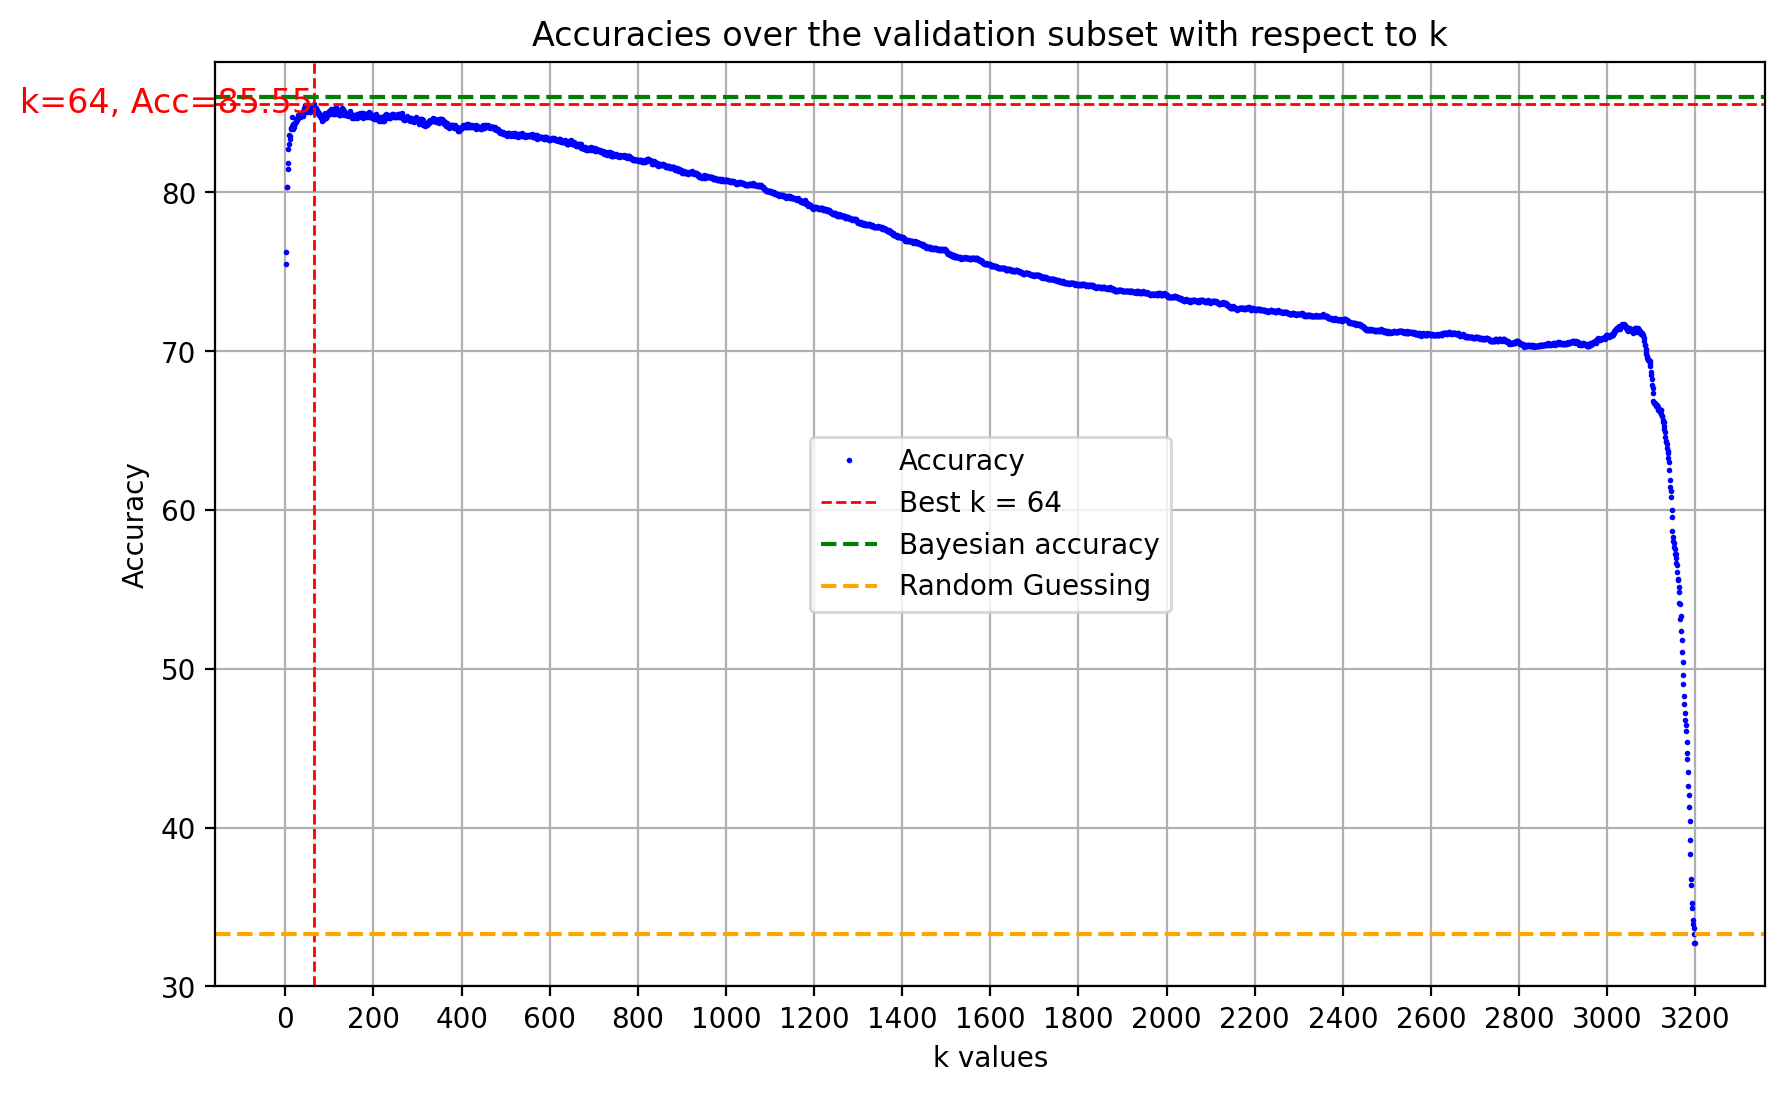 Accuracies over the validation subset with respect to k
k=64, Acc=85.55
80
70
60
50
40
30
Accuracy
Accuracy
Best k = 64
Bayesian accuracy
Random Guessing
0 200 400 600 800 1000 1200 1400 1600 1800 2000 2200 2400 2600 2800 3000 3200
k values